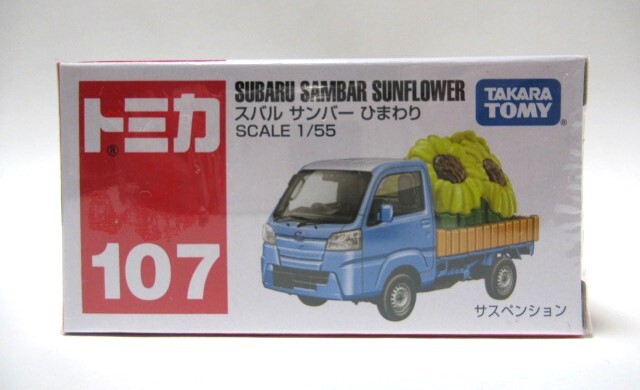 トミカ
®
107
SUBARU SAMBAR SUNFLOWER
スバル サンバー ひまわり
SCALE 1/55
TAKARA
TOMY
®
サスペンション